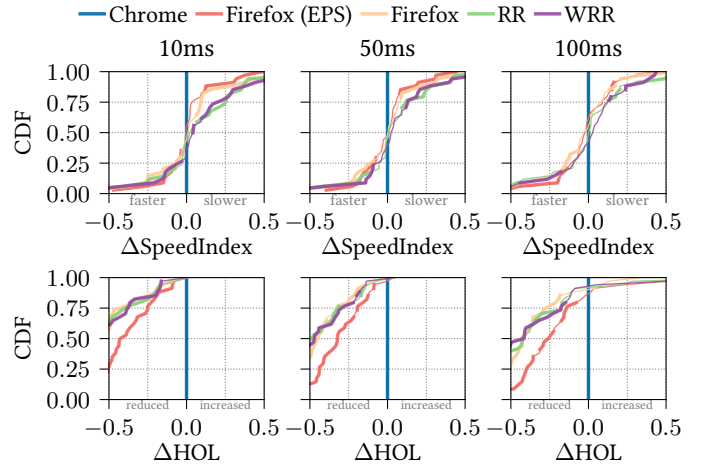 Chrome Firefox (EPS) Firefox RR WRR
10ms 50ms 100ms
1.00
0.75
0.50
0.25
0.00
CDF
faster slower faster slower faster slower
−0.5 0.0 0.5 −0.5 0.0 0.5 −0.5 0.0 0.5
ΔSpeedIndex ΔSpeedIndex ΔSpeedIndex
1.00
0.75
0.50
0.25
0.00
CDF
reduced increased reduced increased reduced increased
−0.5 0.0 0.5 −0.5 0.0 0.5 −0.5 0.0 0.5
ΔHOL ΔHOL ΔHOL